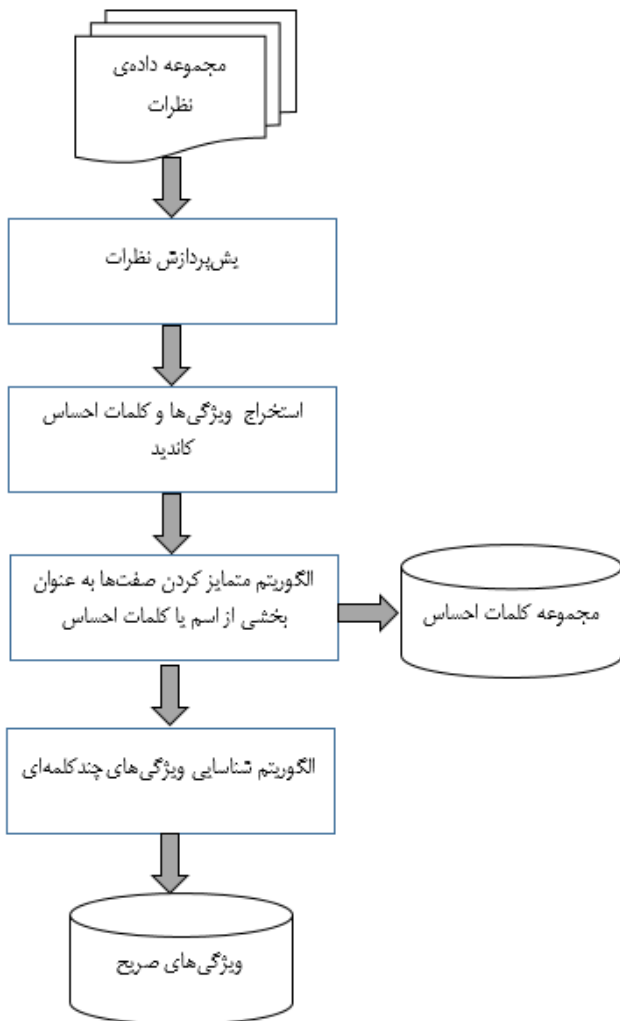 مجموعه داده‌ی
نظرات
یش‌پردازش نظرات
استخراج ویژگی‌ها و کلمات احساس
کاندید
الگوریتم متمایز کردن صفت‌ها به عنوان
بخشی از اسم یا کلمات احساس
مجموعه کلمات احساس
الگوریتم شناسایی ویژگی‌های چندکلمه‌ای
ویژگی‌های صریح